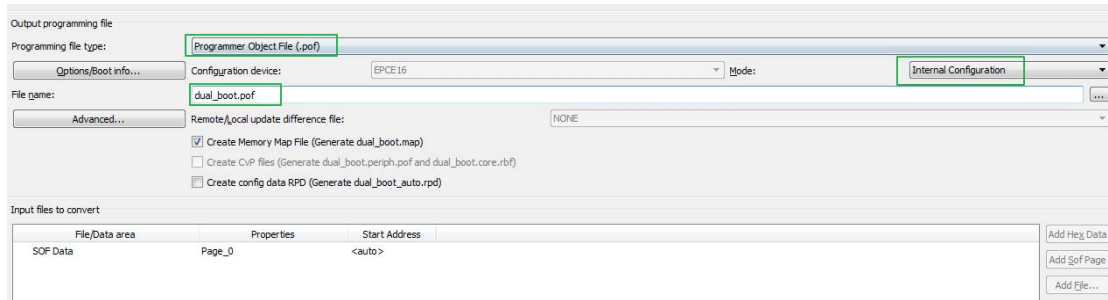 Output programming file
Programming file type: Programmer Object File (.pof)
Options/Boot info... Configuration device: EPCE16 Mode: Internal Configuration
File name: dual_boot.pof ...
Advanced... Remote/Local update difference file: NONE
Create Memory Map File (Generate dual_boot.map)
Create CvP files (Generate dual_boot.periph.pof and dual_boot.core.rbf)
Create config data RPD (Generate dual_boot_auto.rpd)
Input files to convert
File/Data area Properties Start Address Add Hex Data
SOF Data Page_0 <auto> Add Sof Page
Add File...